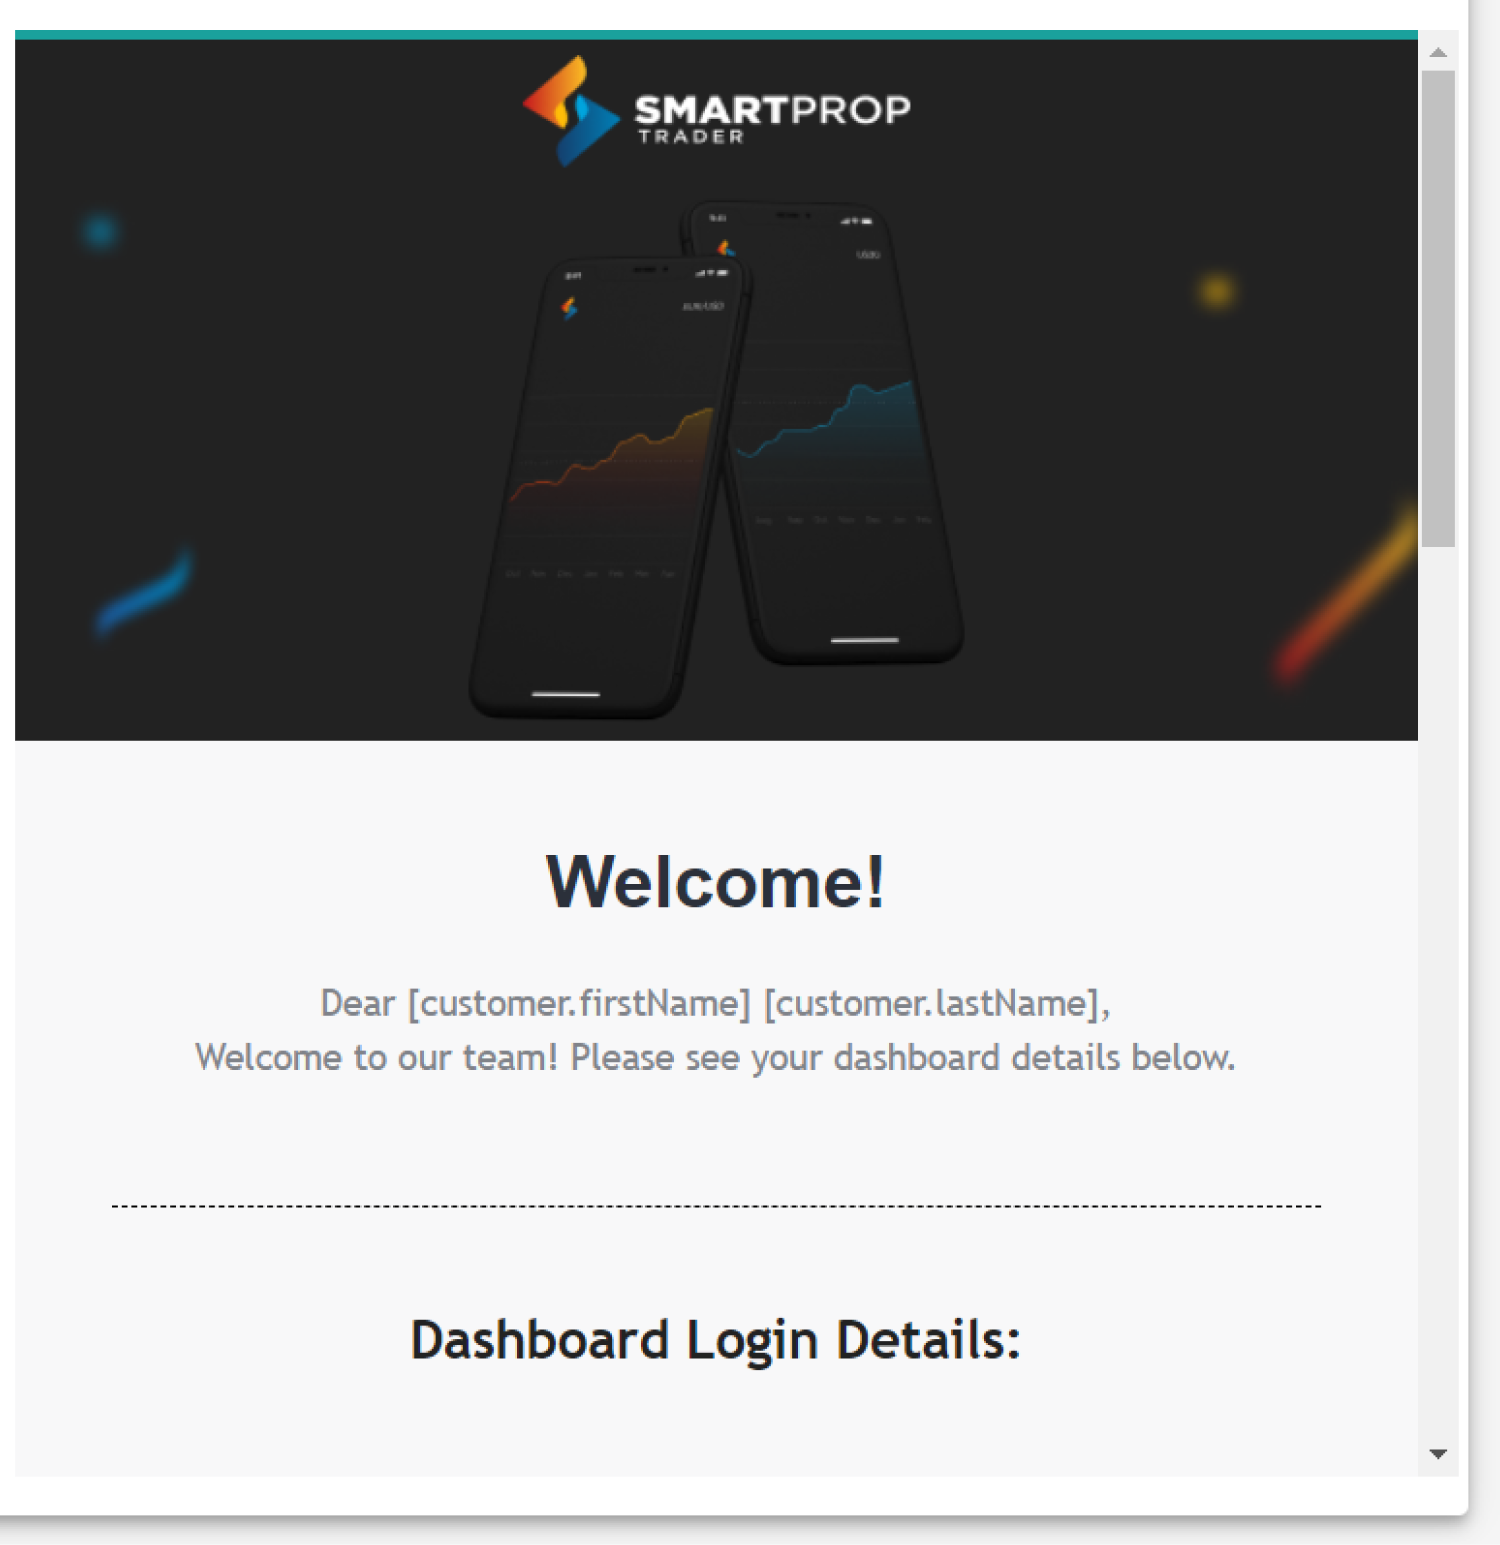 SMARTPROP
TRADER
Welcome!
Dear [customer.firstName] [customer.lastName],
Welcome to our team! Please see your dashboard details below.
Dashboard Login Details: